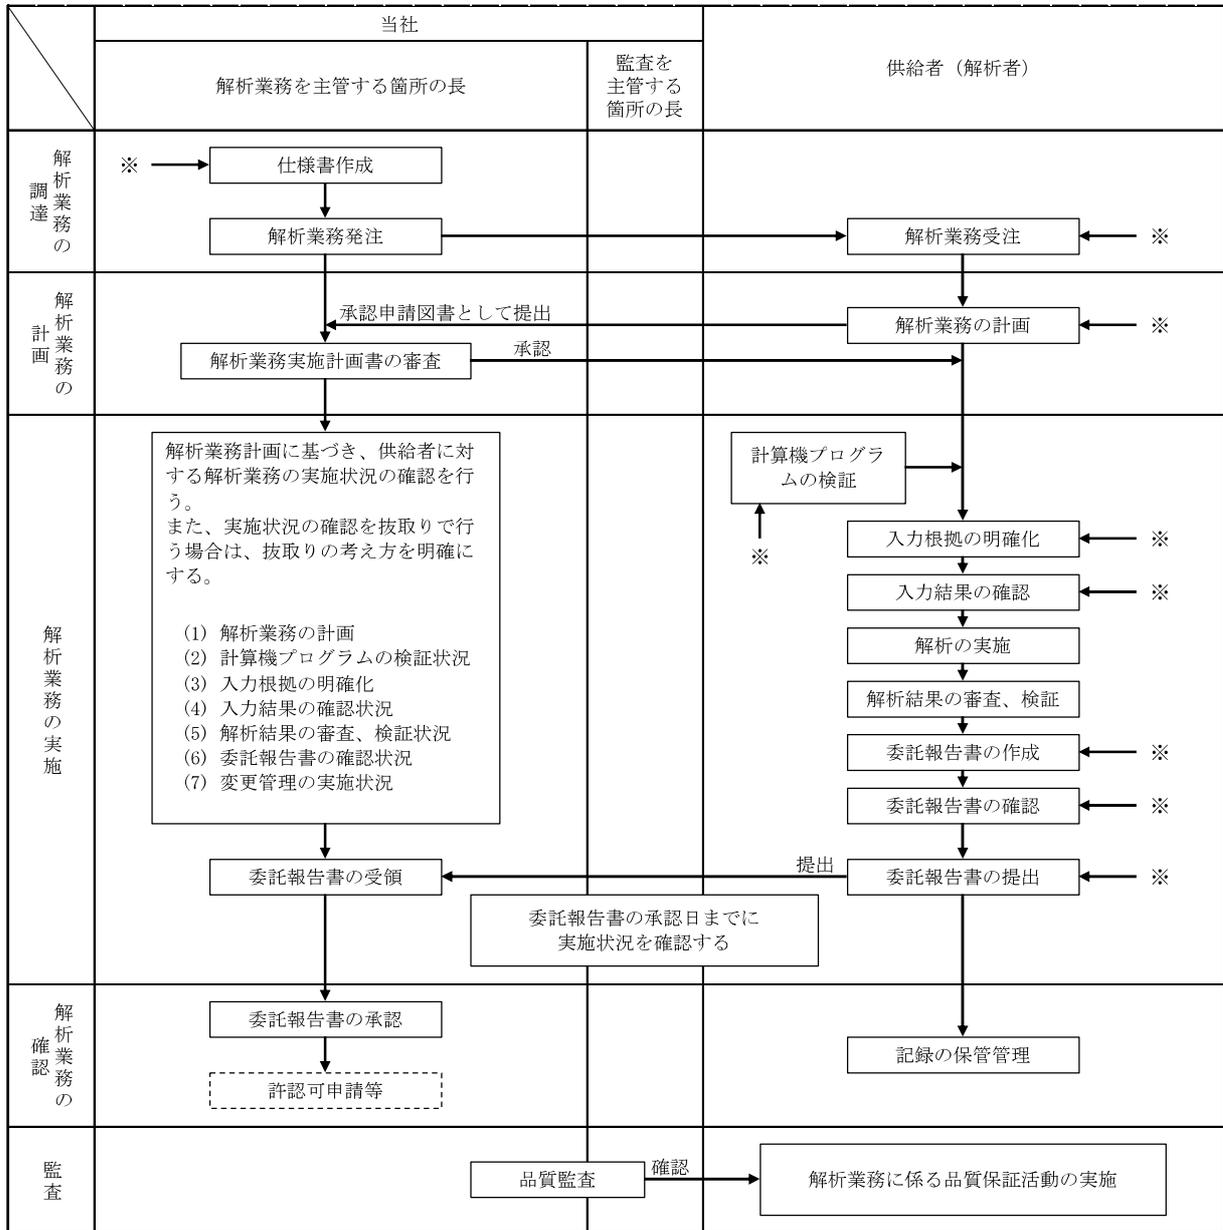 当社
解析業務を主管する箇所の長
監査を
主管する
箇所の長
供給者（解析者）
解析業務の
調達
※
仕様書作成
解析業務発注
解析業務受注
※
解析業務の
計画
承認申請図書として提出
解析業務の計画
※
解析業務実施計画書の審査
承認
解析業務の実施
解析業務計画に基づき、供給者に対
する解析業務の実施状況の確認を行
う。
また、実施状況の確認を抜取りで行
う場合は、抜取りの考え方を明確に
する。
(1) 解析業務の計画
(2) 計算機プログラムの検証状況
(3) 入力根拠の明確化
(4) 入力結果の確認状況
(5) 解析結果の審査、検証状況
(6) 委託報告書の確認状況
(7) 変更管理の実施状況
計算機プログラ
ムの検証
※
入力根拠の明確化
※
入力結果の確認
※
解析の実施
解析結果の審査、検証
委託報告書の作成
※
委託報告書の確認
※
委託報告書の受領
提出
委託報告書の提出
※
委託報告書の承認日までに
実施状況を確認する
解析業務の
確認
委託報告書の承認
許認可申請等
記録の保管管理
監査
品質監査
確認
解析業務に係る品質保証活動の実施